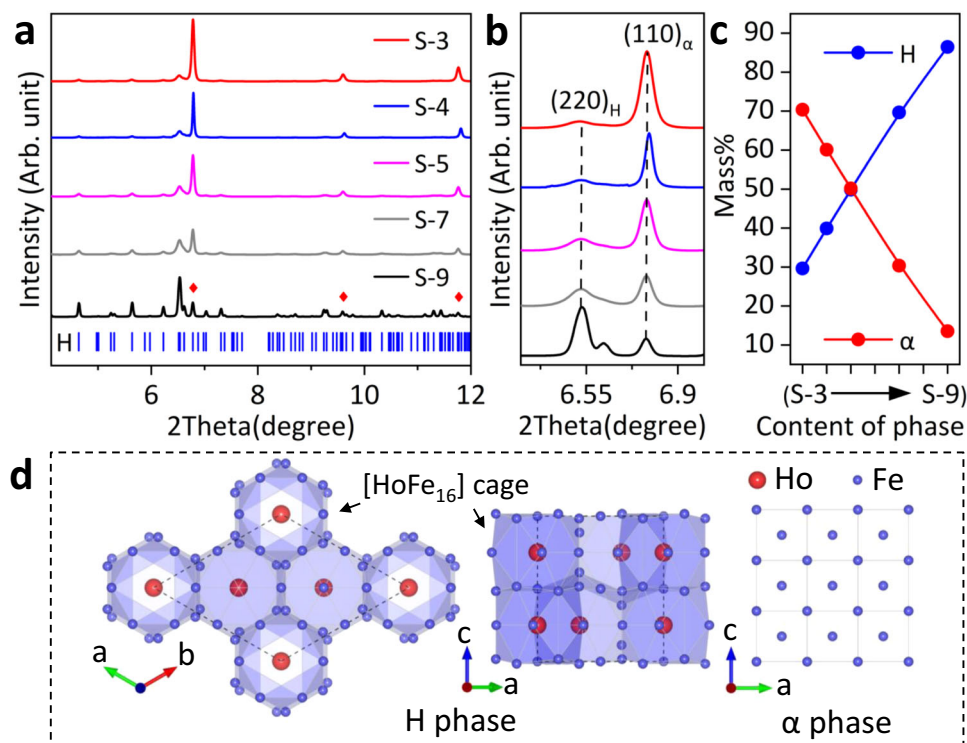 a
Intensity (Arb. unit)
S-3
S-4
S-5
S-7
S-9
H
6 8 10 12
2Theta(degree)
b
Intensity (Arb. unit)
(220)H
(110)α
6.55 6.9
2Theta(degree)
c
Mass%
90
80
70
60
50
40
30
20
10
H
α
(S-3 S-9)
Content of phase
d
[HoFe16] cage
Ho Fe
a b
c
a
c
a
H phase
α phase